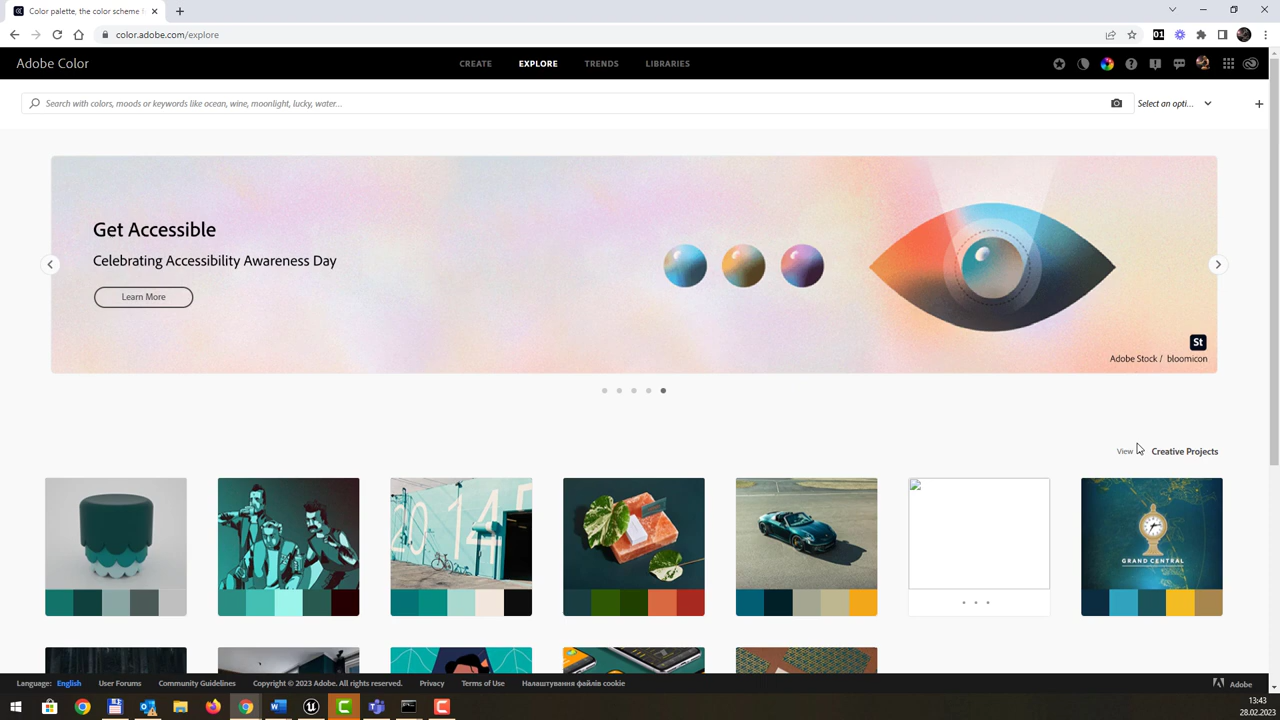 Color palette, the color scheme
color.adobe.com/explore
01
Adobe Color
CREATE
EXPLORE
TRENDS
LIBRARIES
Search with colors, moods or keywords like ocean, wine, moonlight, lucky, water...
Select an opti...
Get Accessible
Celebrating Accessibility Awareness Day
Learn More
St
Adobe Stock / bloomicon
View
Creative Projects
2014
GRAND CENTRAL
Language: English
User Forums
Community Guidelines
Copyright © 2023 Adobe. All rights reserved.
Privacy
Terms of Use
Налаштування файлів cookie
Adobe
13:43
28.02.2023